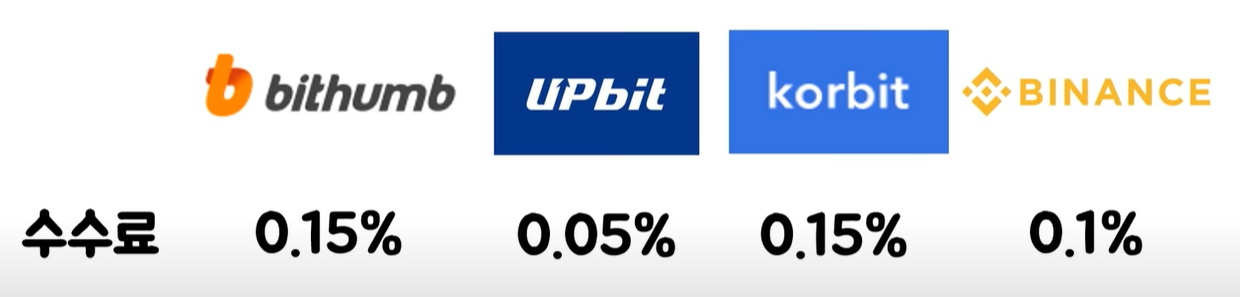 bithumb UPbit korbit BINANCE
수수료 0.15% 0.05% 0.15% 0.1%